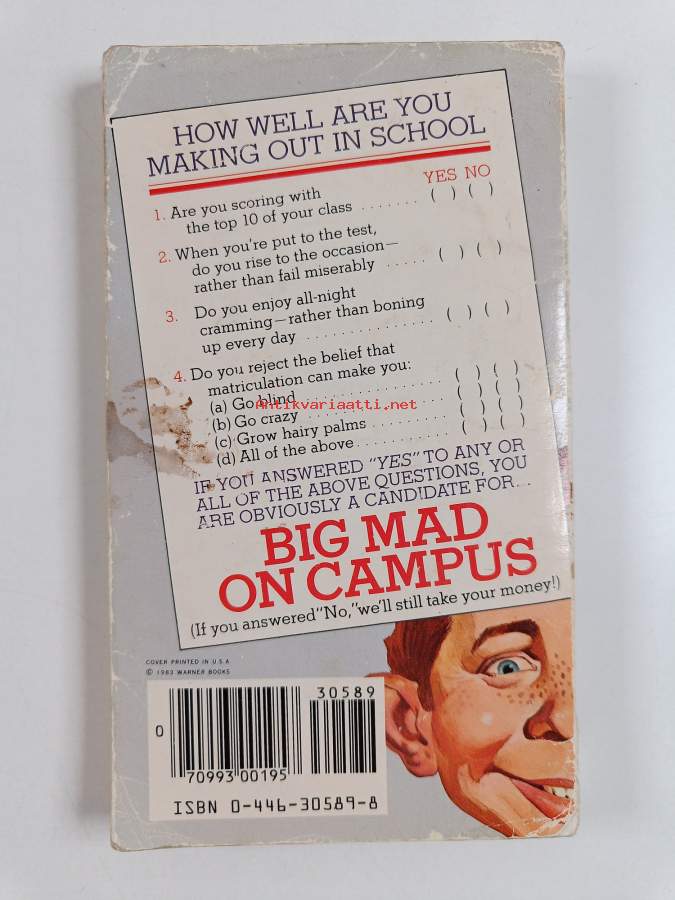 HOW WELL ARE YOU
MAKING OUT IN SCHOOL
YES NO
1. Are you scoring with
the top 10 of your class ....... ( ) ( )
2. When you're put to the test,
do you rise to the occasion—
rather than fail miserably ..... ( ) ( )
3. Do you enjoy all-night
cramming—rather than boning
up every day ............... ( ) ( )
4. Do you reject the belief that
matriculation can make you:
(a) Go blind .................. ( ) ( )
Antikvariaatti.net
(b) Go crazy .................. ( ) ( )
(c) Grow hairy palms .......... ( ) ( )
(d) All of the above ............ ( ) ( )
IF YOU ANSWERED "YES" TO ANY OR
ALL OF THE ABOVE QUESTIONS, YOU
ARE OBVIOUSLY A CANDIDATE FOR...
BIG MAD
ON CAMPUS
(If you answered "No," we'll still take your money!)
COVER PRINTED IN U.S.A
© 1983 WARNER BOOKS
30589
0
70993 00195
ISBN 0-446-30589-8